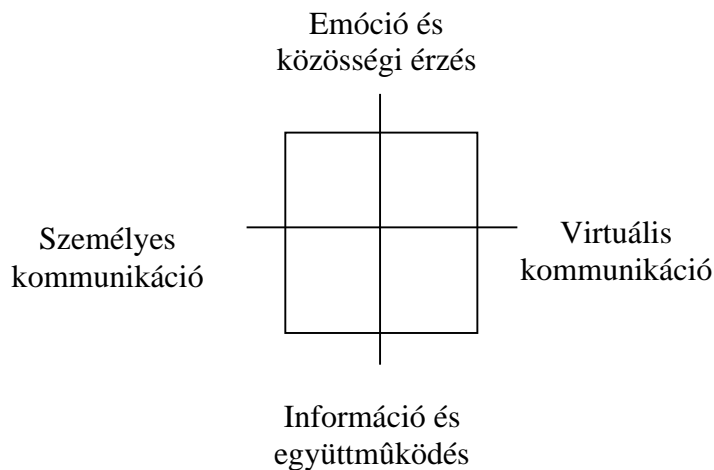 Emóció és
közösségi érzés
Személyes
kommunikáció
Virtuális
kommunikáció
Információ és
együttmûködés